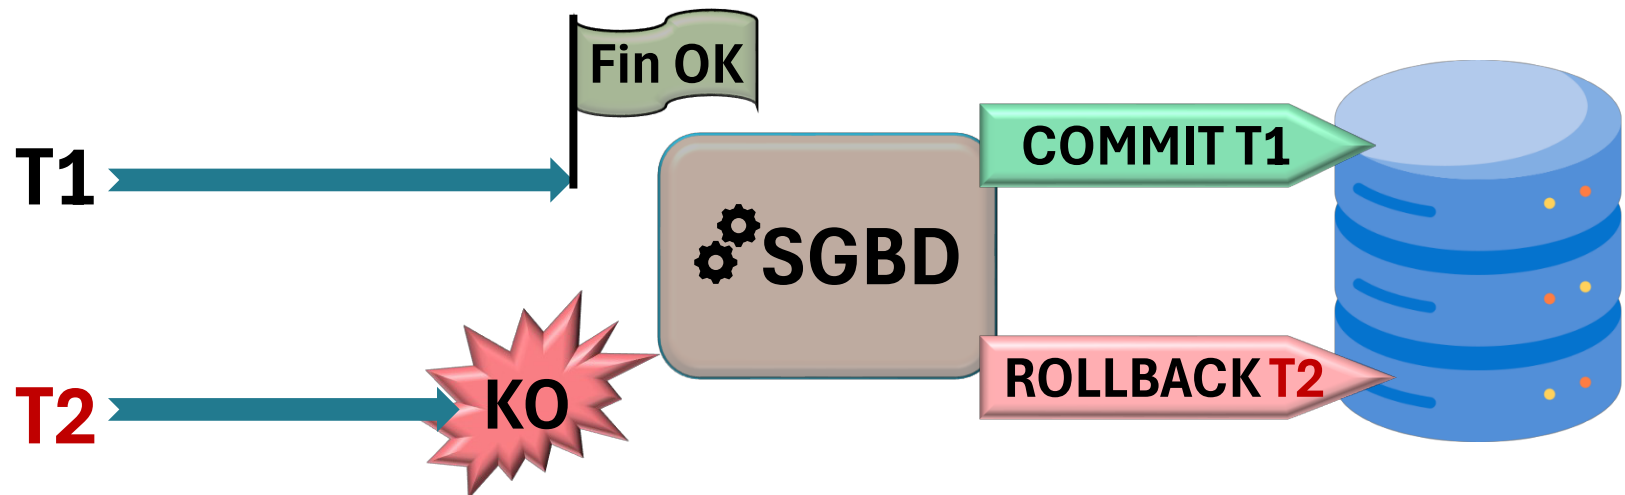 Fin OK
T1
COMMIT T1
SGBD
T2
KO
ROLLBACK T2